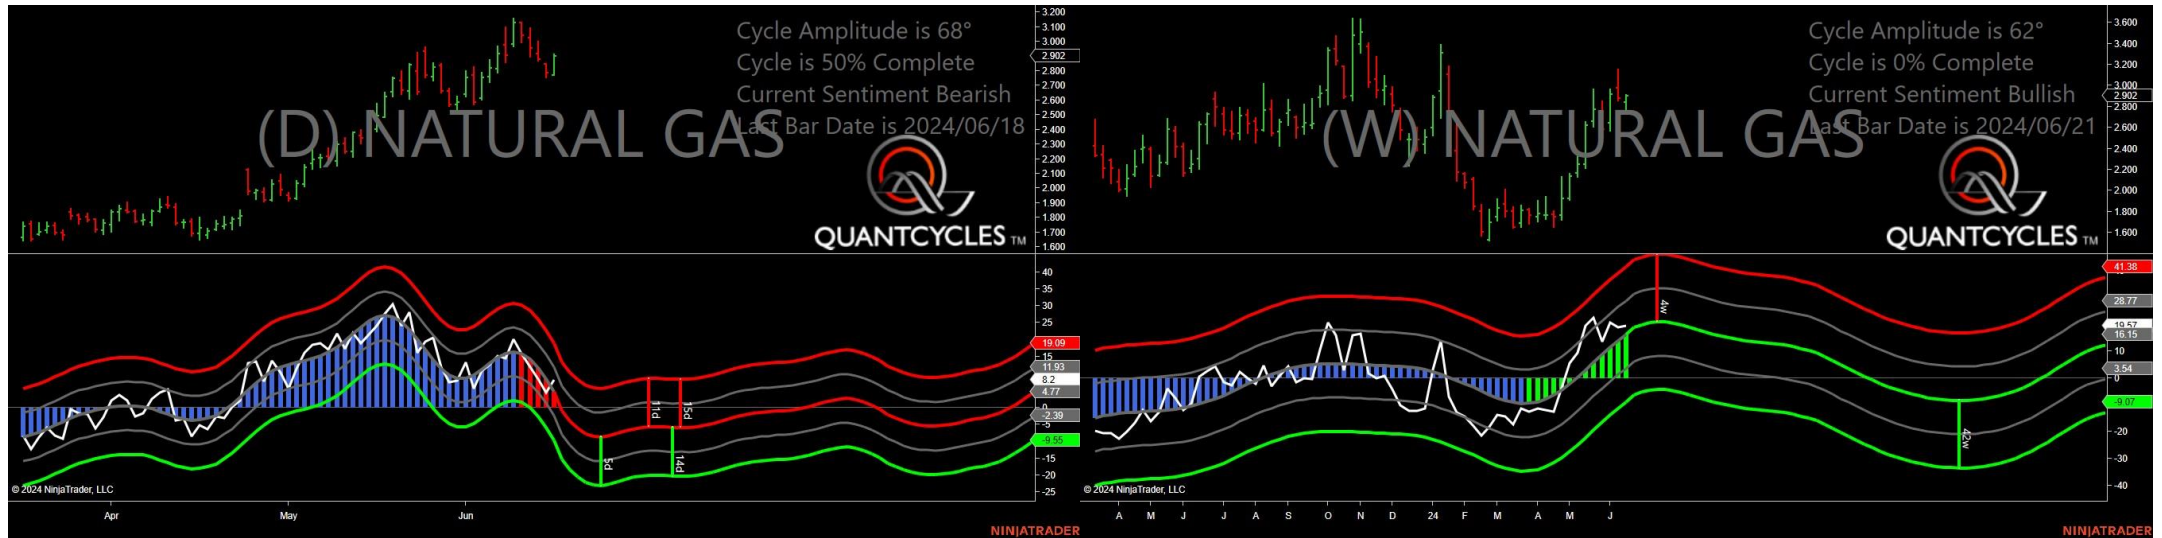 (D) NATURAL GAS
Cycle Amplitude is 68°
Cycle is 50% Complete
Current Sentiment Bearish
Last Bar Date is 2024/06/18
QUANTCYCLES TM
3.200
3.100
3.000
2.902
2.800
2.700
2.600
2.500
2.400
2.300
2.200
2.100
2.000
1.900
1.800
1.700
1.600
40
35
30
25
19.09
15
11.93
8.2
4.77
0
-2.39
-5
-9.55
-15
-20
-25
11d
15d
5d
14d
© 2024 NinjaTrader, LLC
Apr May Jun
NINJATRADER
(W) NATURAL GAS
Cycle Amplitude is 62°
Cycle is 0% Complete
Current Sentiment Bullish
Last Bar Date is 2024/06/21
QUANTCYCLES TM
3.600
3.400
3.200
3.000
2.902
2.800
2.600
2.400
2.200
2.000
1.800
1.600
41.38
28.77
19.57
16.15
10
3.54
0
-9.07
-20
-30
-40
4w
42w
© 2024 NinjaTrader, LLC
A M J J A S O N D 24 F M A M J
NINJATRADER